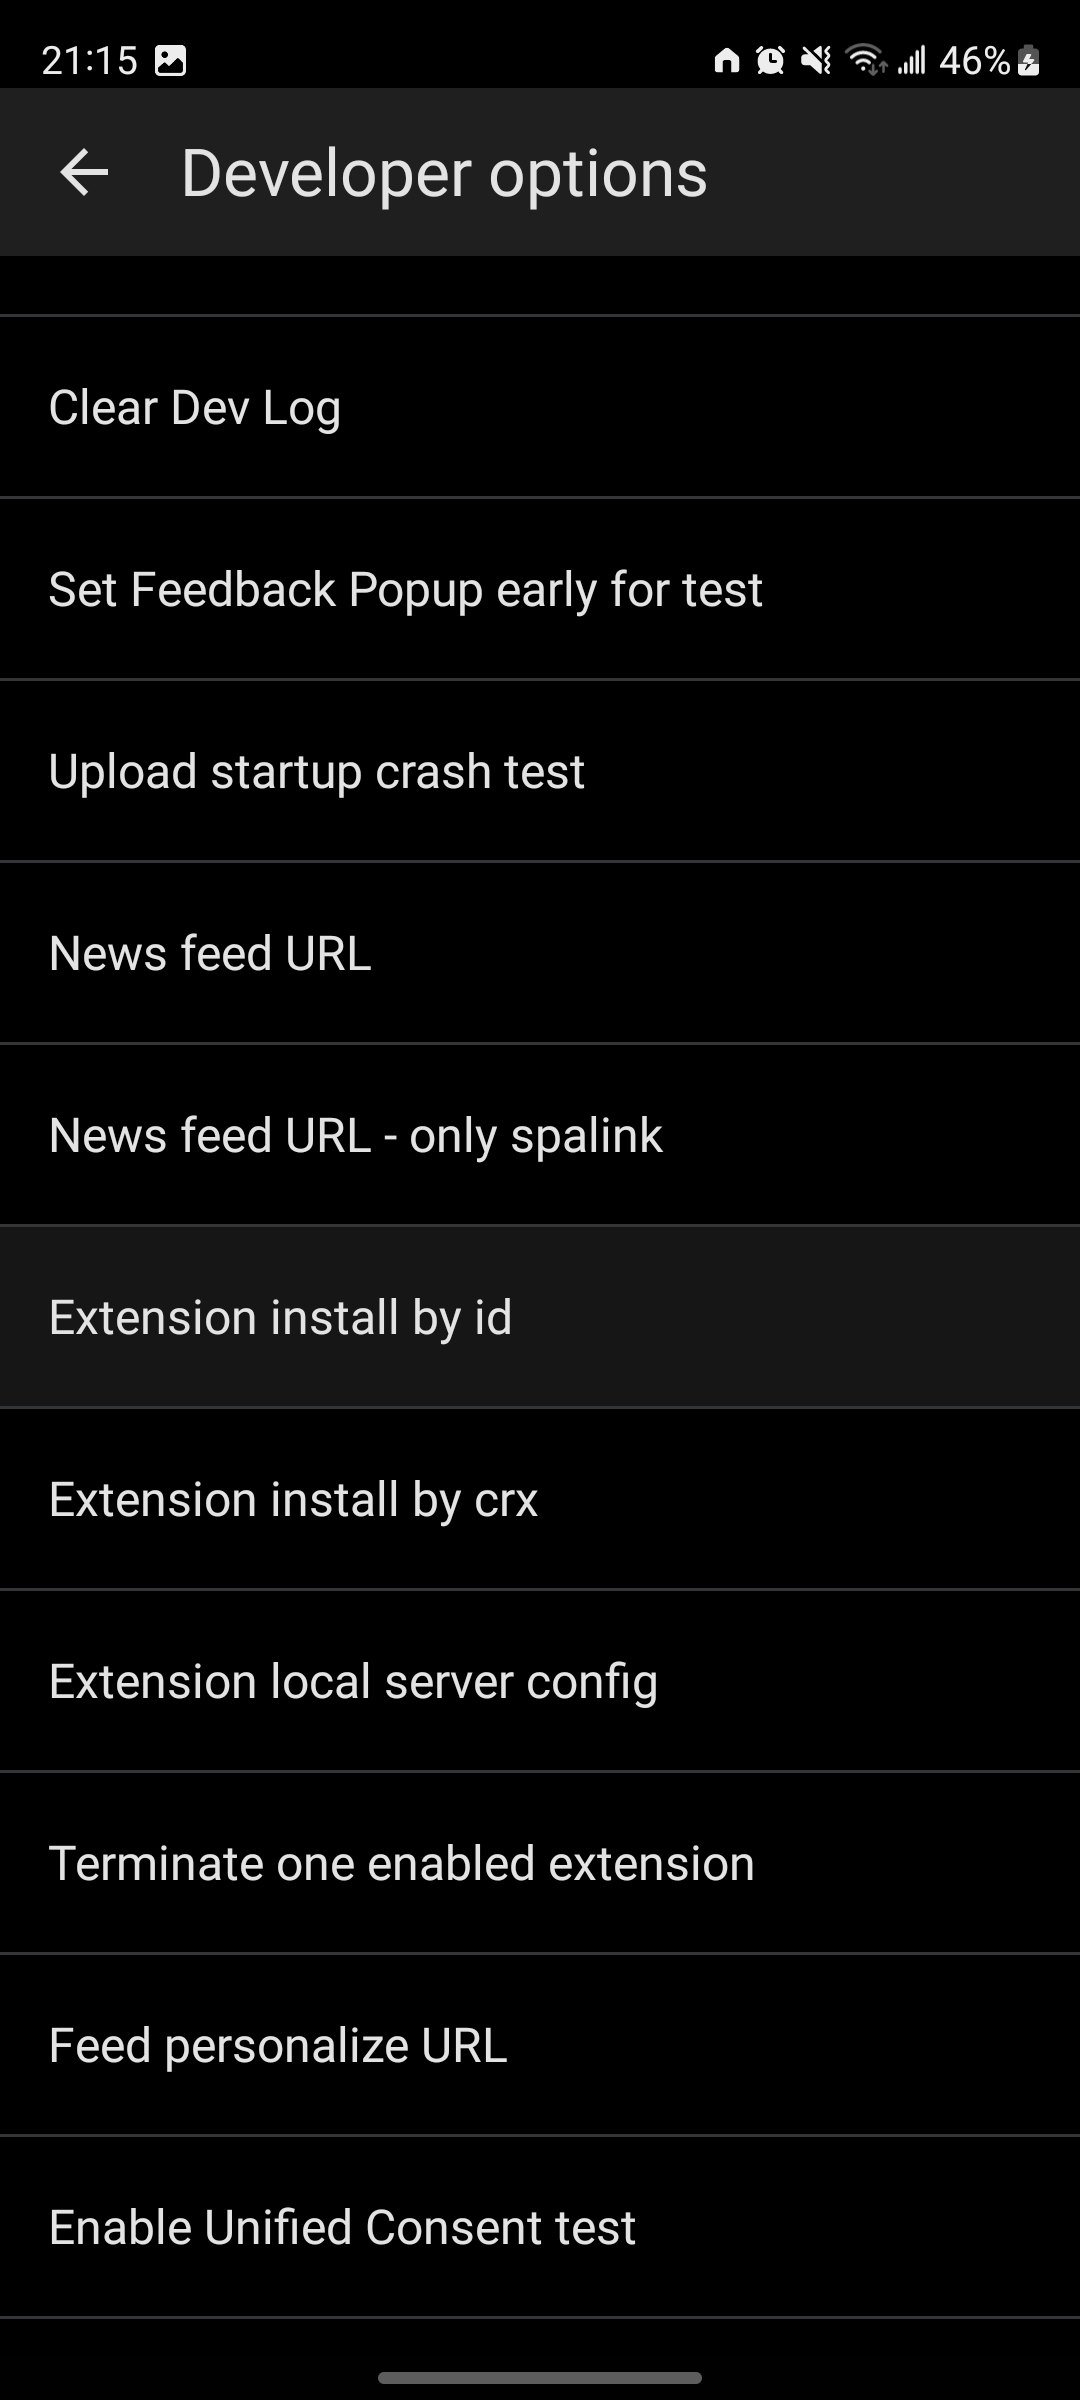 21:15 46%
Developer options
Clear Dev Log
Set Feedback Popup early for test
Upload startup crash test
News feed URL
News feed URL - only spalink
Extension install by id
Extension install by crx
Extension local server config
Terminate one enabled extension
Feed personalize URL
Enable Unified Consent test